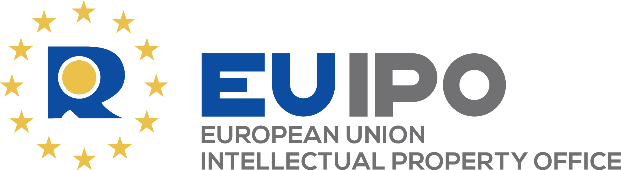 R
EUIPO
EUROPEAN UNION
INTELLECTUAL PROPERTY OFFICE